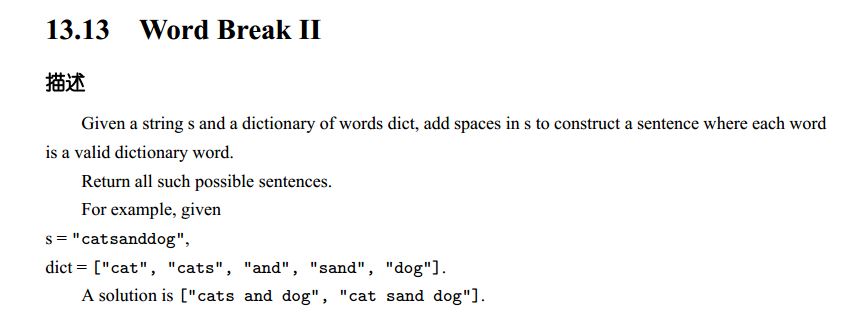 13.13 Word Break II
描述
Given a string s and a dictionary of words dict, add spaces in s to construct a sentence where each word
is a valid dictionary word.
Return all such possible sentences.
For example, given
s = "catsanddog",
dict = ["cat", "cats", "and", "sand", "dog"].
A solution is ["cats and dog", "cat sand dog"].